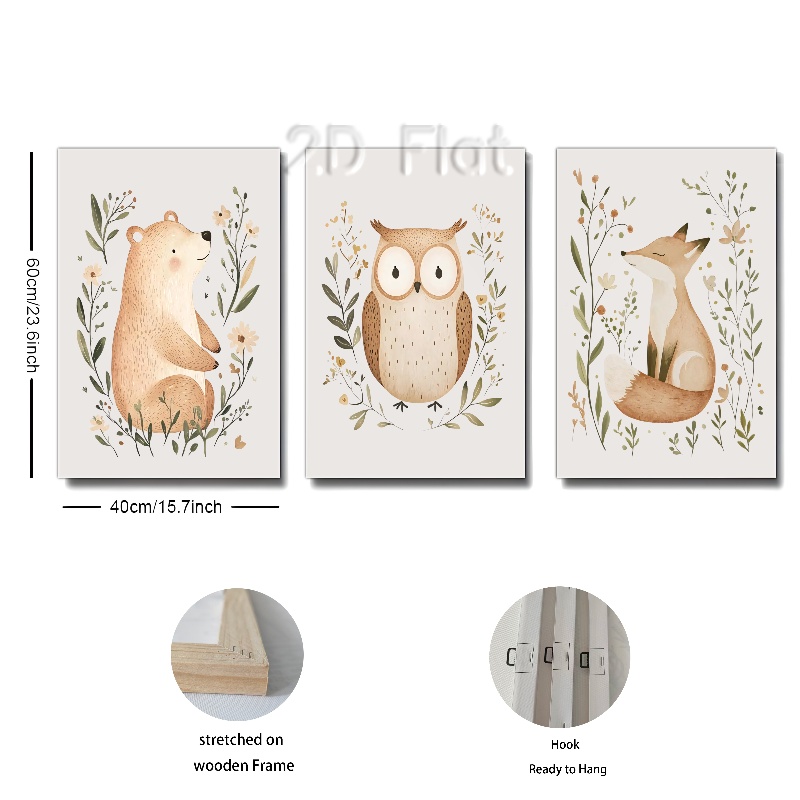 2D Flat
60cm/23.6inch
40cm/15.7inch
stretched on
wooden Frame
Hook
Ready to Hang